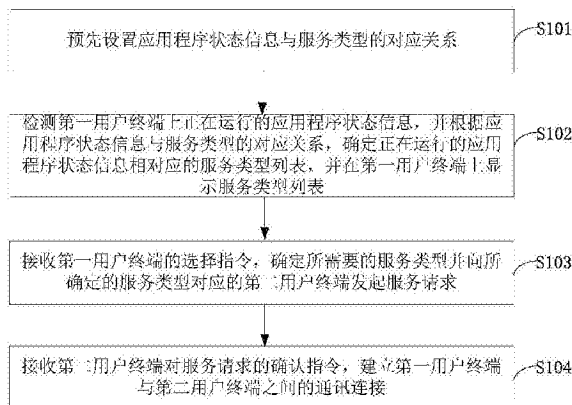 预先设置应用程序状态信息与服务类型的对应关系
S101
检测第一用户终端上正在运行的应用程序状态信息，并根据应
用程序状态信息与服务类型的对应关系，确定正在运行的应用
程序状态信息相对应的服务类型列表，并在第一用户终端上显
示服务类型列表
S102
接收第一用户终端的选择指令，确定所需要的服务类型并向所
确定的服务类型对应的第二用户终端发起服务请求
S103
接收第二用户终端对服务请求的确认指令，建立第一用户终端
与第二用户终端之间的通讯连接
S104